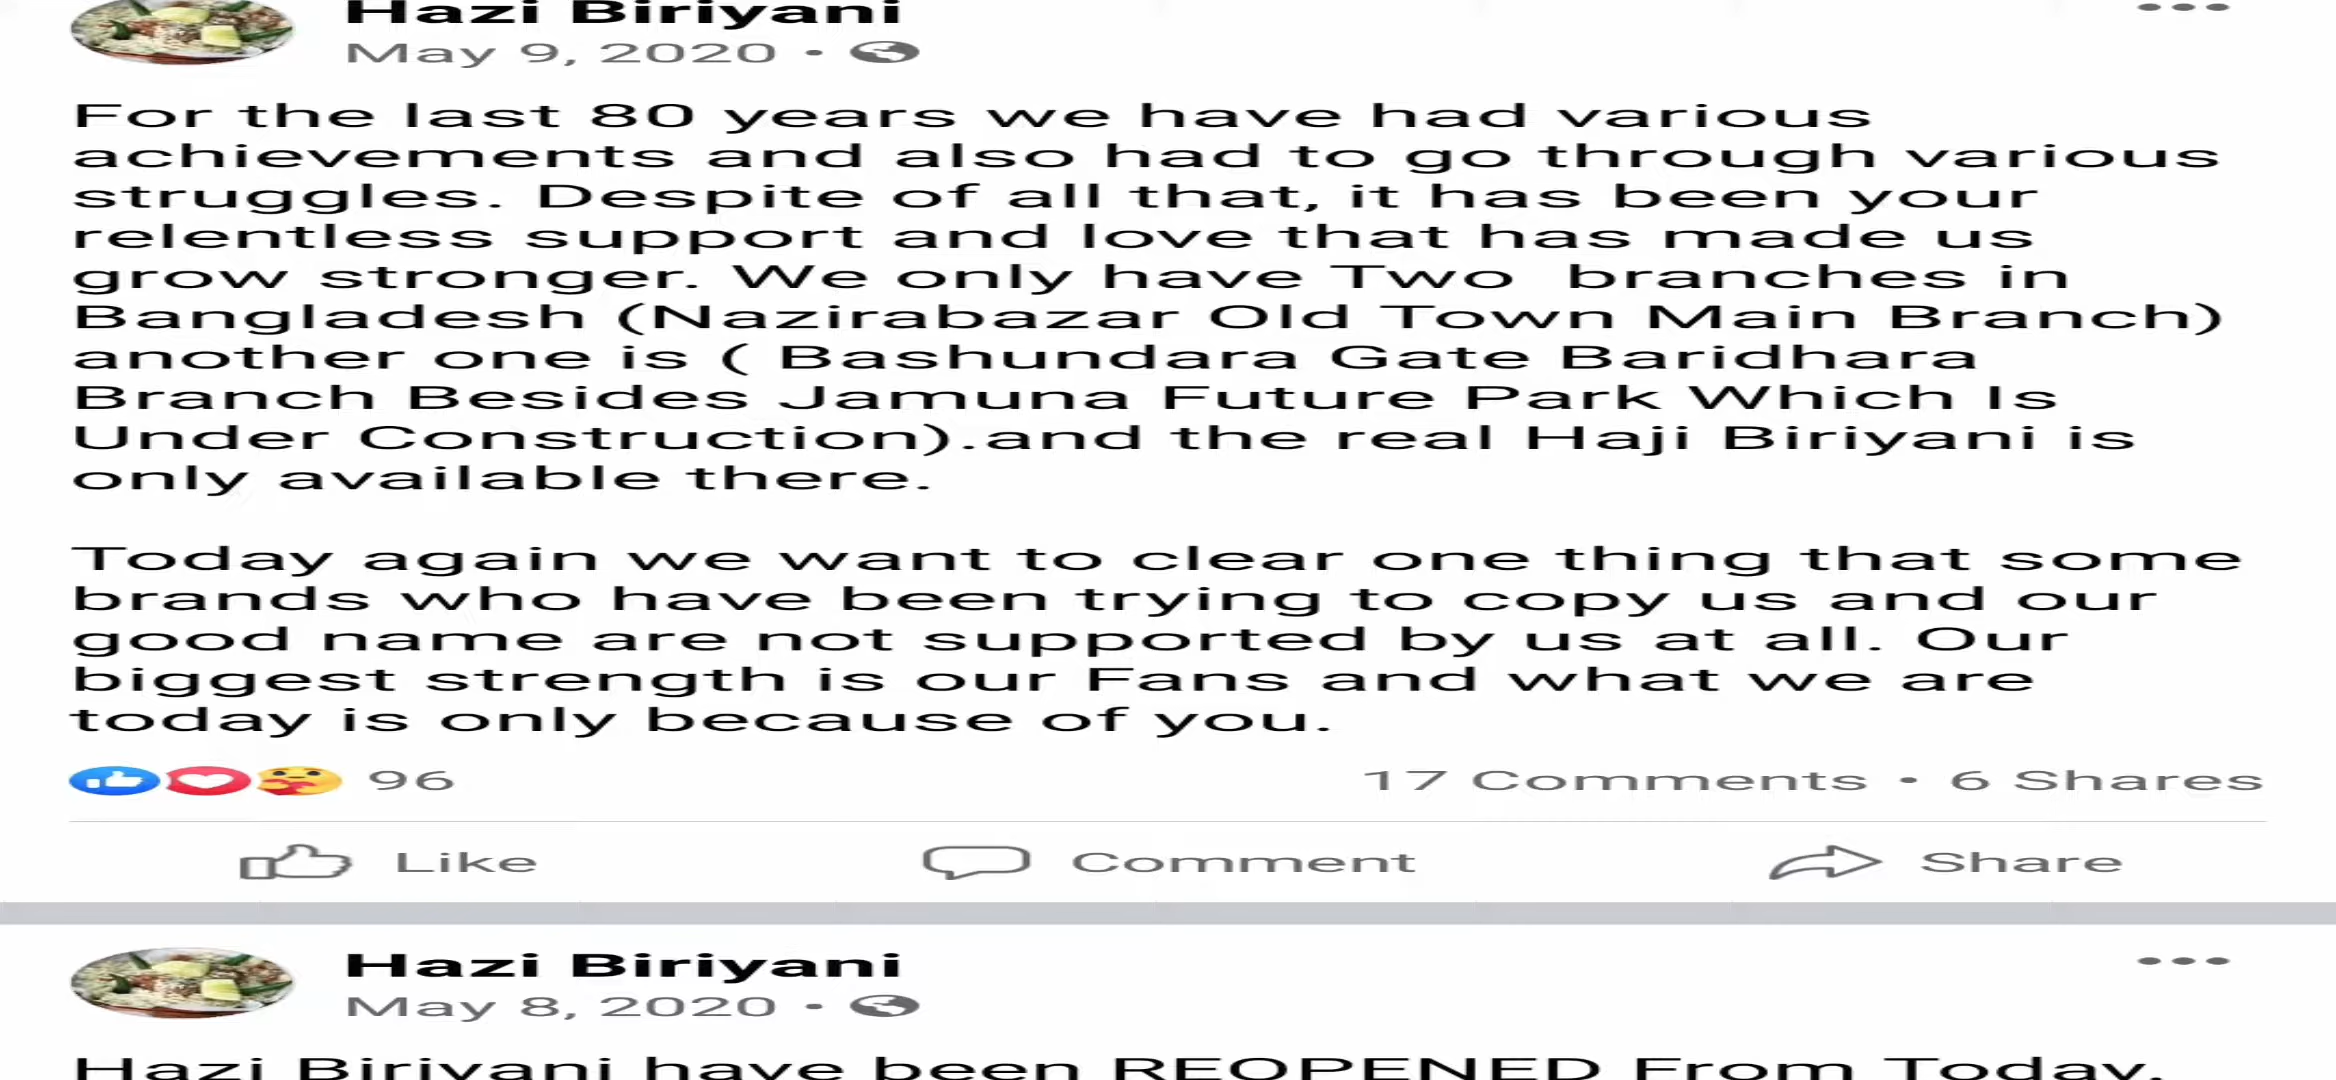 Hazi Biriyani
May 9, 2020 •
For the last 80 years we have had various
achievements and also had to go through various
struggles. Despite of all that, it has been your
relentless support and love that has made us
grow stronger. We only have Two  branches in
Bangladesh (Nazirabazar Old Town Main Branch)
another one is ( Bashundara Gate Baridhara
Branch Besides Jamuna Future Park Which Is
Under Construction).and the real Haji Biriyani is
only available there.
Today again we want to clear one thing that some
brands who have been trying to copy us and our
good name are not supported by us at all. Our
biggest strength is our Fans and what we are
today is only because of you.
96 17 Comments • 6 Shares
Like Comment Share
Hazi Biriyani
May 8, 2020 •
Hazi Biriyani have been REOPENED From Today.